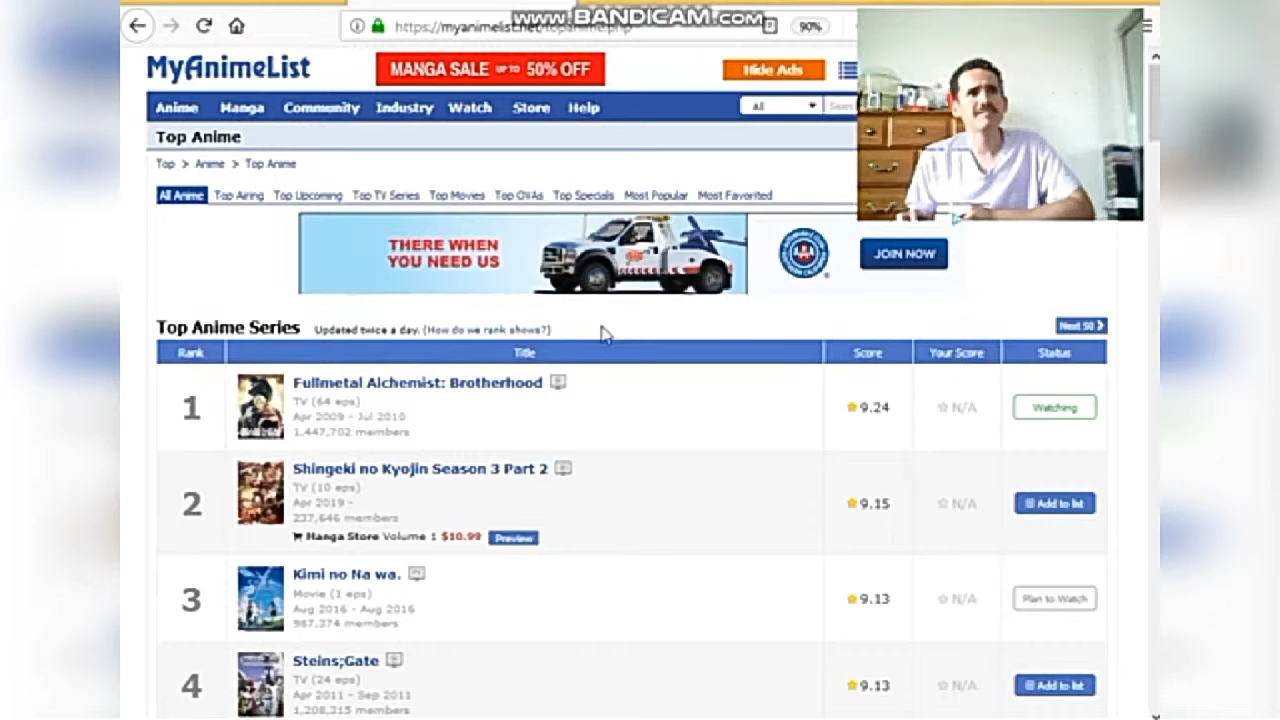 www.BANDICAM.com
https://myanimelist.net/topanime.php
90%
MyAnimeList
MANGA SALE UP TO 50% OFF
Hide Ads
Anime Manga Community Industry Watch Store Help
All
Top Anime
Top > Anime > Top Anime
All Anime Top Airing Top Upcoming Top TV Series Top Movies Top OVAs Top Specials Most Popular Most Favorited
THERE WHEN
YOU NEED US
JOIN NOW
Top Anime Series Updated twice a day. (How do we rank shows?)
Next 50
Rank Title Score Your Score Status
1
Fullmetal Alchemist: Brotherhood
TV (64 eps)
Apr 2009 - Jul 2010
1,447,702 members
9.24
N/A
Watching
2
Shingeki no Kyojin Season 3 Part 2
TV (10 eps)
Apr 2019 -
237,646 members
Manga Store Volume 1 $10.99 Preview
9.15
N/A
Add to list
3
Kimi no Na wa.
Movie (1 eps)
Aug 2016 - Aug 2016
987,374 members
9.13
N/A
Plan to Watch
4
Steins;Gate
TV (24 eps)
Apr 2011 - Sep 2011
1,208,315 members
9.13
N/A
Add to list